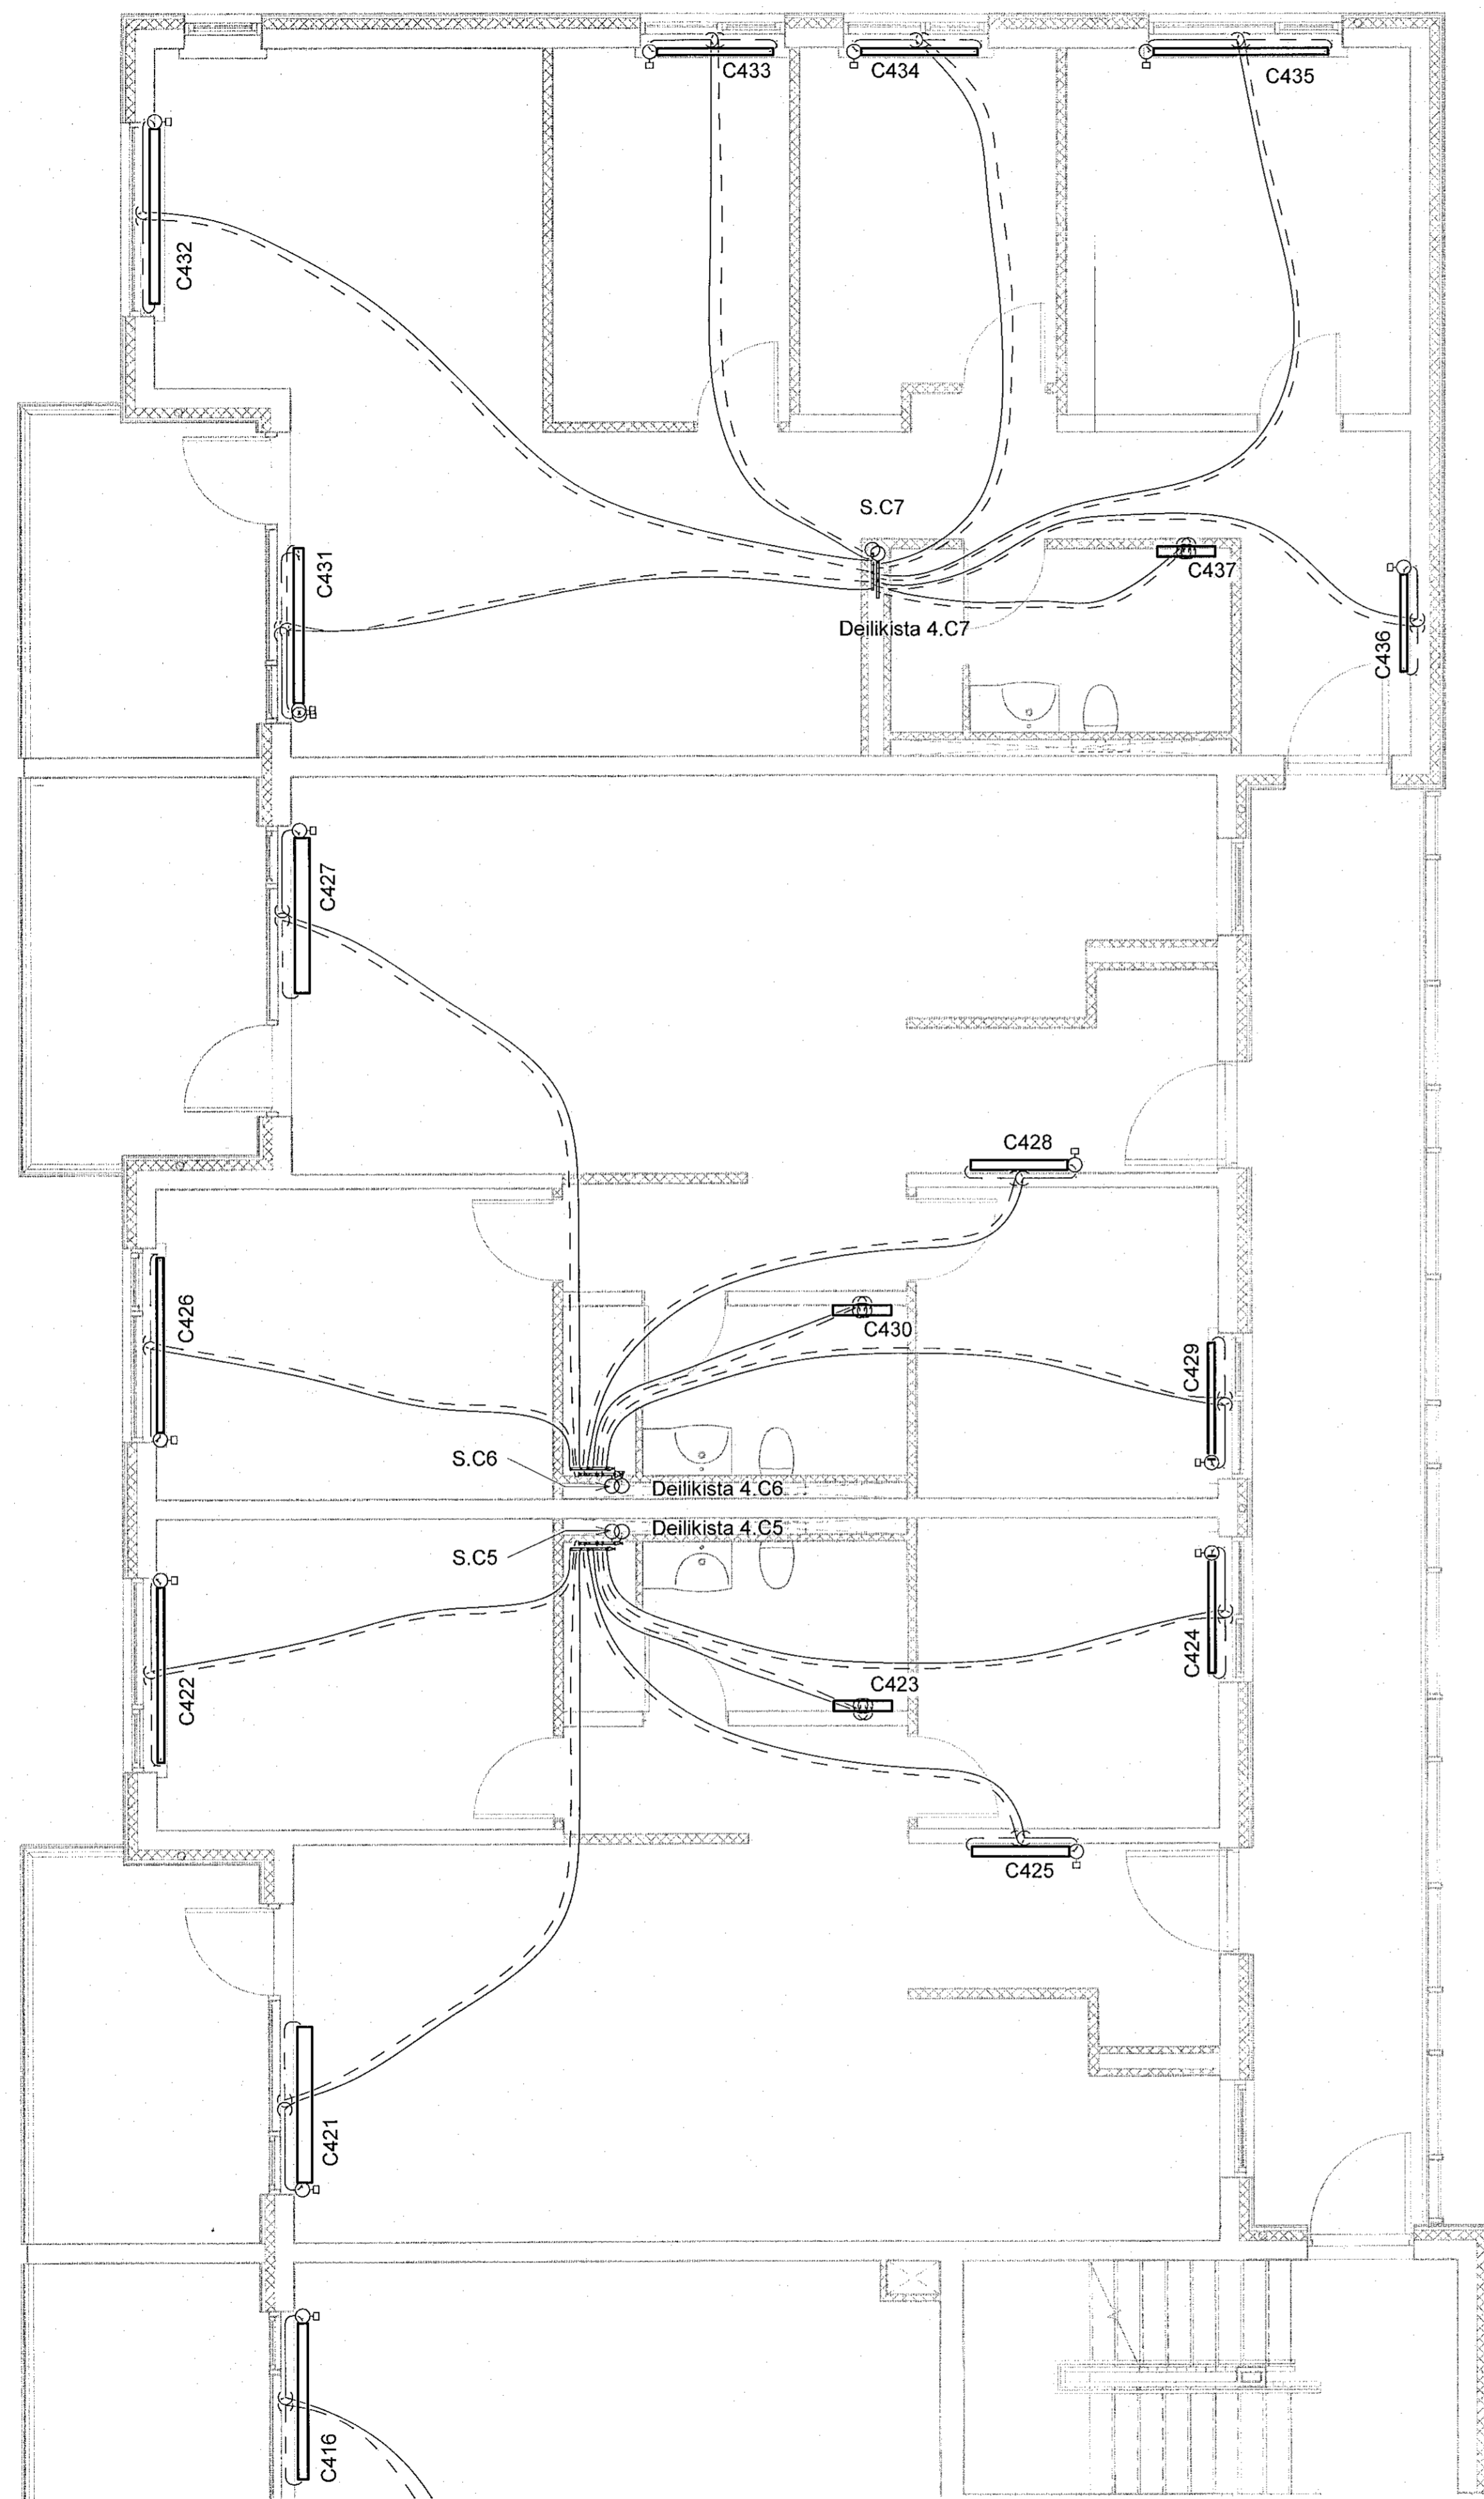 C433
C434
C435
C432
S.C7
C431
C437
Deilikista 4.C7
C436
C427
C428
C426
C430
C429
S.C6
Deilikista 4.C6
Deilikista 4.C5
S.C5
C424
C422
C423
C425
C421
C416